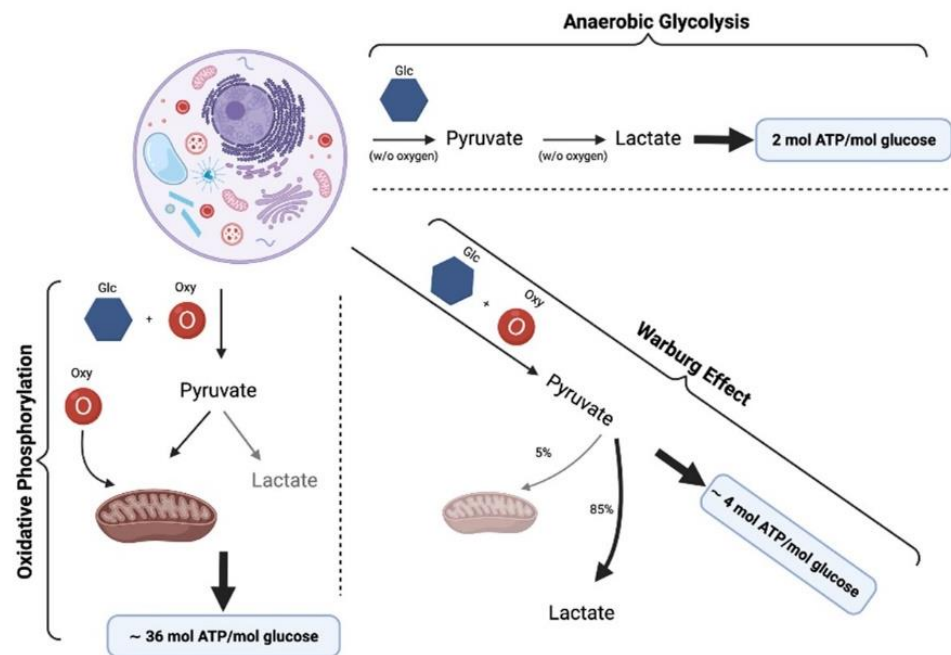 Anaerobic Glycolysis
Glc
Pyruvate
Lactate
2 mol ATP/mol glucose
(w/o oxygen)
(w/o oxygen)
Glc
+
Oxy
O
Warburg Effect
Pyruvate
5%
85%
Lactate
~ 4 mol ATP/mol glucose
Oxidative Phosphorylation
Glc
+
Oxy
O
Oxy
O
Pyruvate
Lactate
~ 36 mol ATP/mol glucose